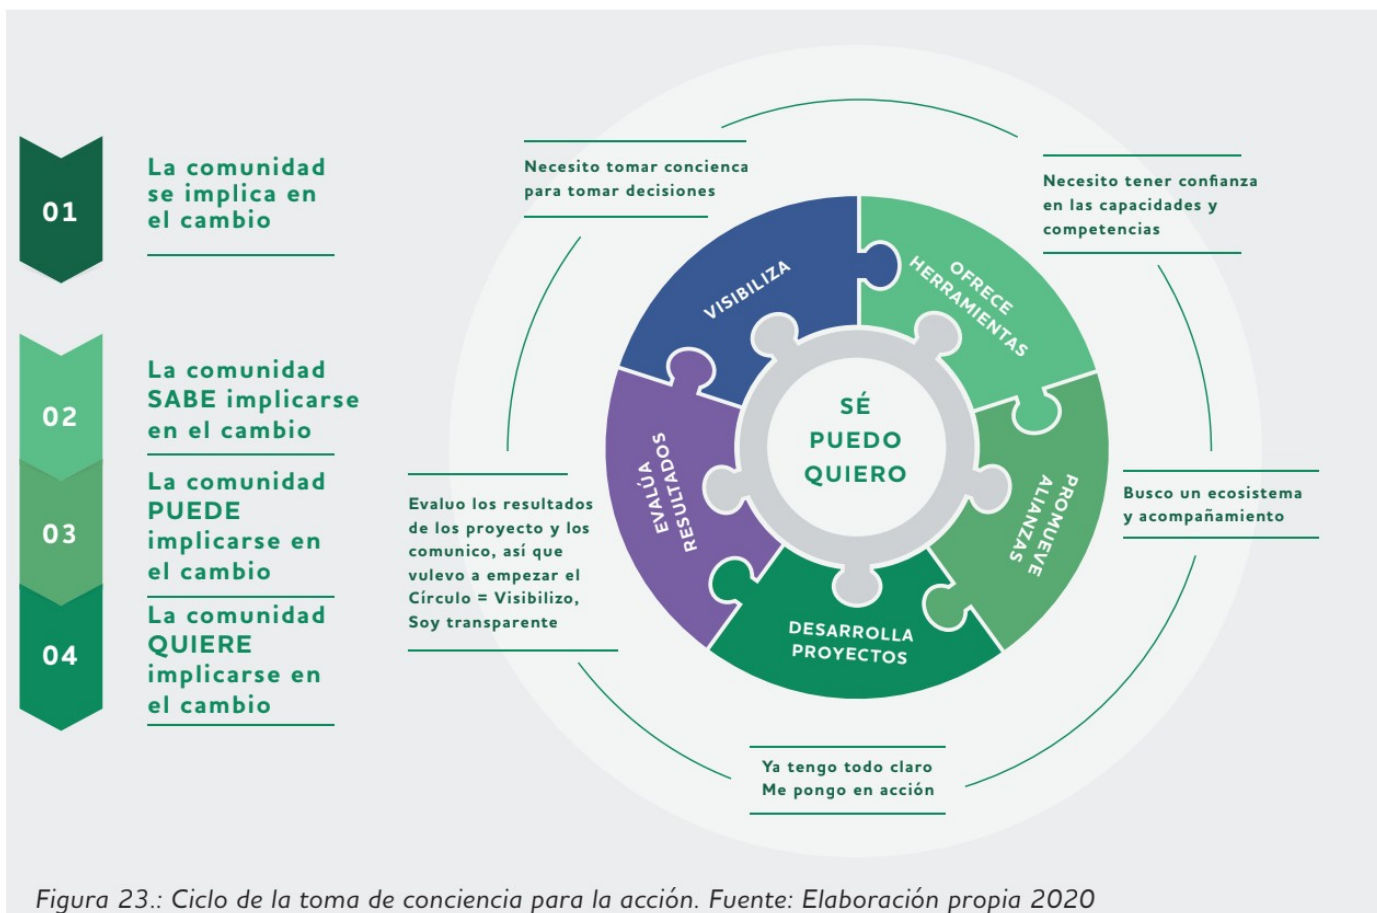 01
La comunidad
se implica en
el cambio
02
La comunidad
SABE implicarse
en el cambio
03
La comunidad
PUEDE
implicarse en
el cambio
04
La comunidad
QUIERE
implicarse en
el cambio
Necesito tomar concienca
para tomar decisiones
Necesito tener confianza
en las capacidades y
competencias
Busco un ecosistema
y acompañamiento
Ya tengo todo claro
Me pongo en acción
Evaluo los resultados
de los proyecto y los
comunico, así que
vulevo a empezar el
Círculo = Visibilizo,
Soy transparente
VISIBILIZA
OFRECE
HERRAMIENTAS
PROMUEVE
ALIANZAS
DESARROLLA
PROYECTOS
EVALÚA
RESULTADOS
SÉ
PUEDO
QUIERO
Figura 23.: Ciclo de la toma de conciencia para la acción. Fuente: Elaboración propia 2020